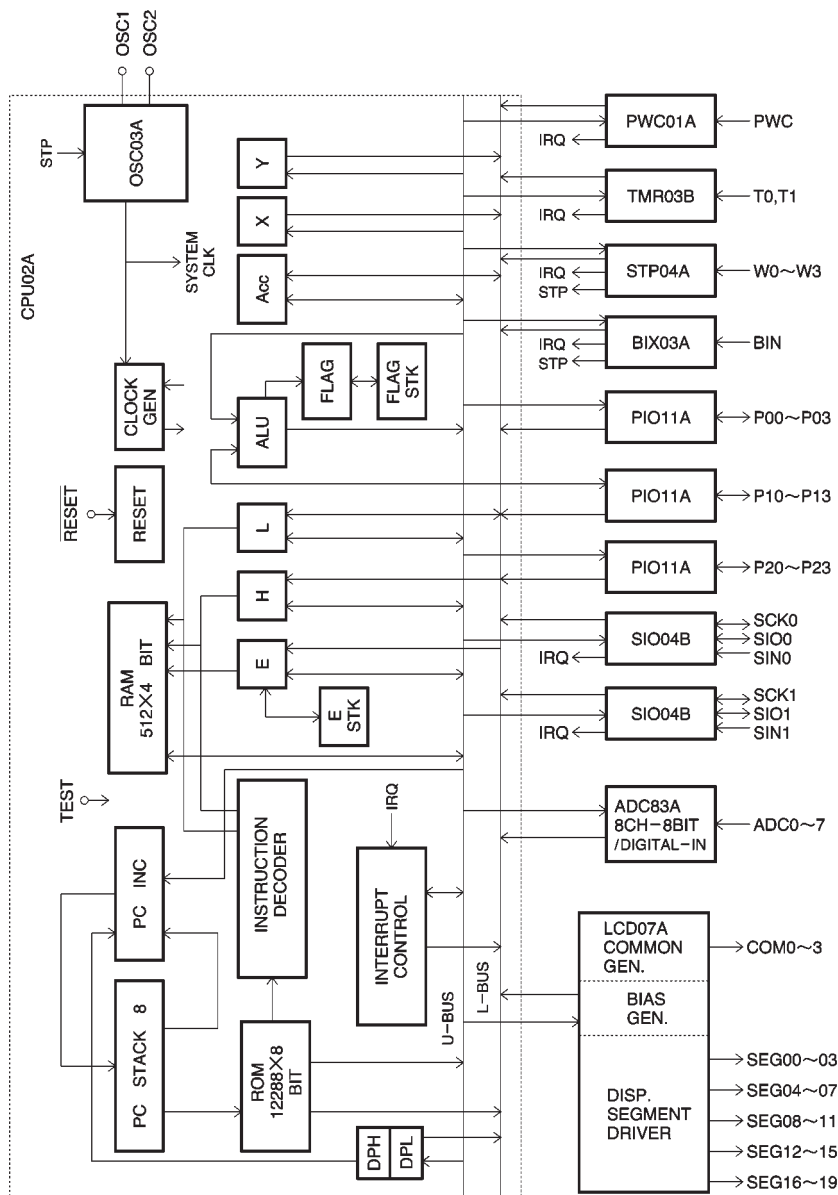 CPU02A
OSC1
OSC2
STP
OSC03A
SYSTEM
CLK
CLOCK
GEN
RESET
RESET
RAM
512×4 BIT
TEST
PC INC
PC STACK 8
Y
X
Acc
FLAG
FLAG
STK
ALU
L
H
E
E
STK
INSTRUCTION
DECODER
ROM
12288×8
BIT
IRQ
INTERRUPT
CONTROL
DPH
DPL
U-BUS
L-BUS
PWC01A
IRQ
PWC
TMR03B
IRQ
T0,T1
STP04A
IRQ
STP
W0～W3
BIX03A
IRQ
STP
BIN
PIO11A
P00～P03
PIO11A
P10～P13
PIO11A
P20～P23
SIO04B
IRQ
SCK0
SIO0
SIN0
SIO04B
IRQ
SCK1
SIO1
SIN1
ADC83A
8CH-8BIT
/DIGITAL-IN
ADC0～7
LCD07A
COMMON
GEN.
COM0～3
BIAS
GEN.
DISP.
SEGMENT
DRIVER
SEG00～03
SEG04～07
SEG08～11
SEG12～15
SEG16～19